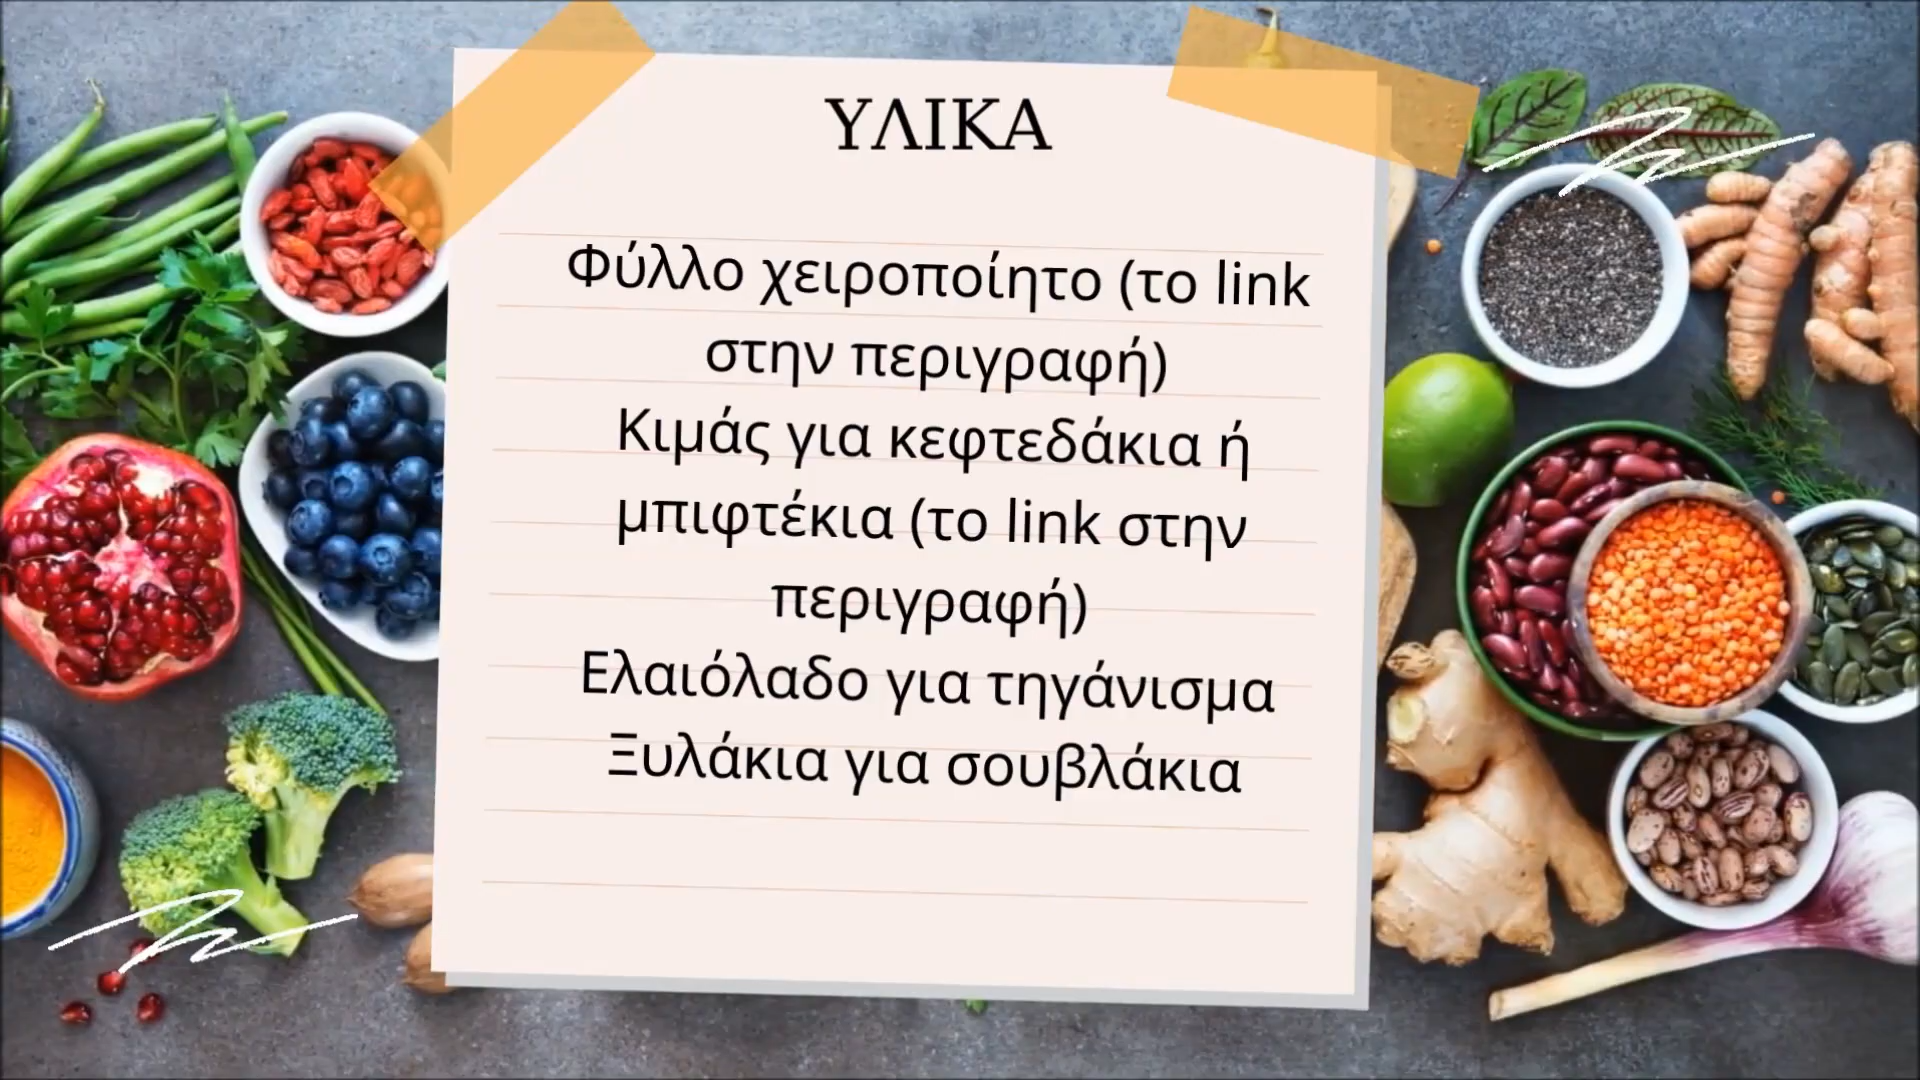 ΥΛΙΚΑ
Φύλλο χειροποίητο (το link
στην περιγραφή)
Κιμάς για κεφτεδάκια ή
μπιφτέκια (το link στην
περιγραφή)
Ελαιόλαδο για τηγάνισμα
Ξυλάκια για σουβλάκια